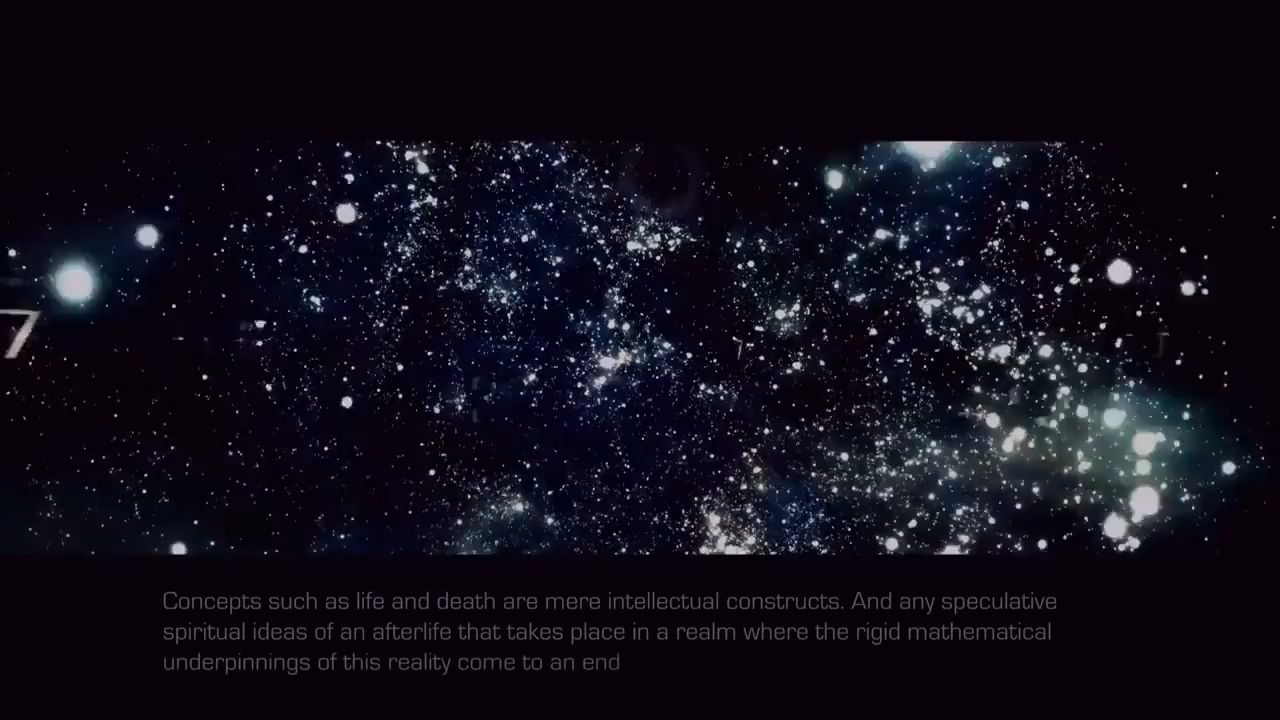 7
Concepts such as life and death are mere intellectual constructs. And any speculative
spiritual ideas of an afterlife that takes place in a realm where the rigid mathematical
underpinnings of this reality come to an end